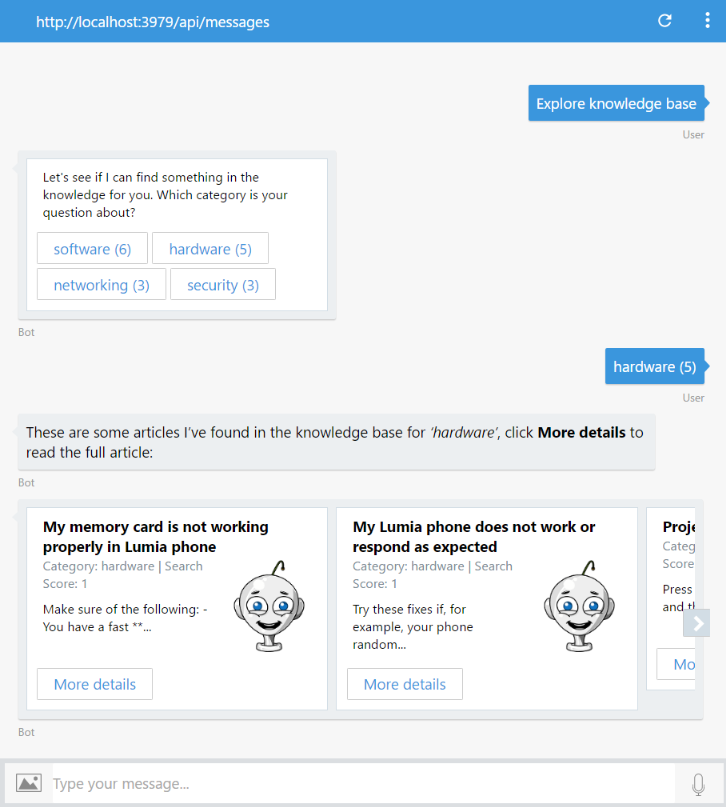 http://localhost:3979/api/messages
Explore knowledge base
User
Let's see if I can find something in the
knowledge for you. Which category is your
question about?
software (6)
hardware (5)
networking (3)
security (3)
Bot
hardware (5)
User
These are some articles I've found in the knowledge base for 'hardware', click More details to
read the full article:
Bot
My memory card is not working
properly in Lumia phone
Category: hardware | Search
Score: 1
Make sure of the following: -
You have a fast **...
More details
My Lumia phone does not work or
respond as expected
Category: hardware | Search
Score: 1
Try these fixes if, for
example, your phone
random...
More details
Proje
Categ
Score
Press
and th
Mo
Bot
Type your message...